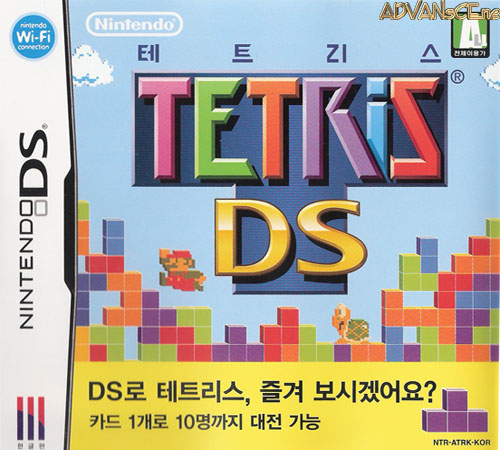 Nintendo
ADVANsCEne
nintendo
Wi-Fi
connection
테트리스
전체이용가
TETRiS®
DS
NINTENDO DS™
DS로 테트리스, 즐겨 보시겠어요?
카드 1개로 10명까지 대전 가능
한글판
NTR-ATRK-KOR